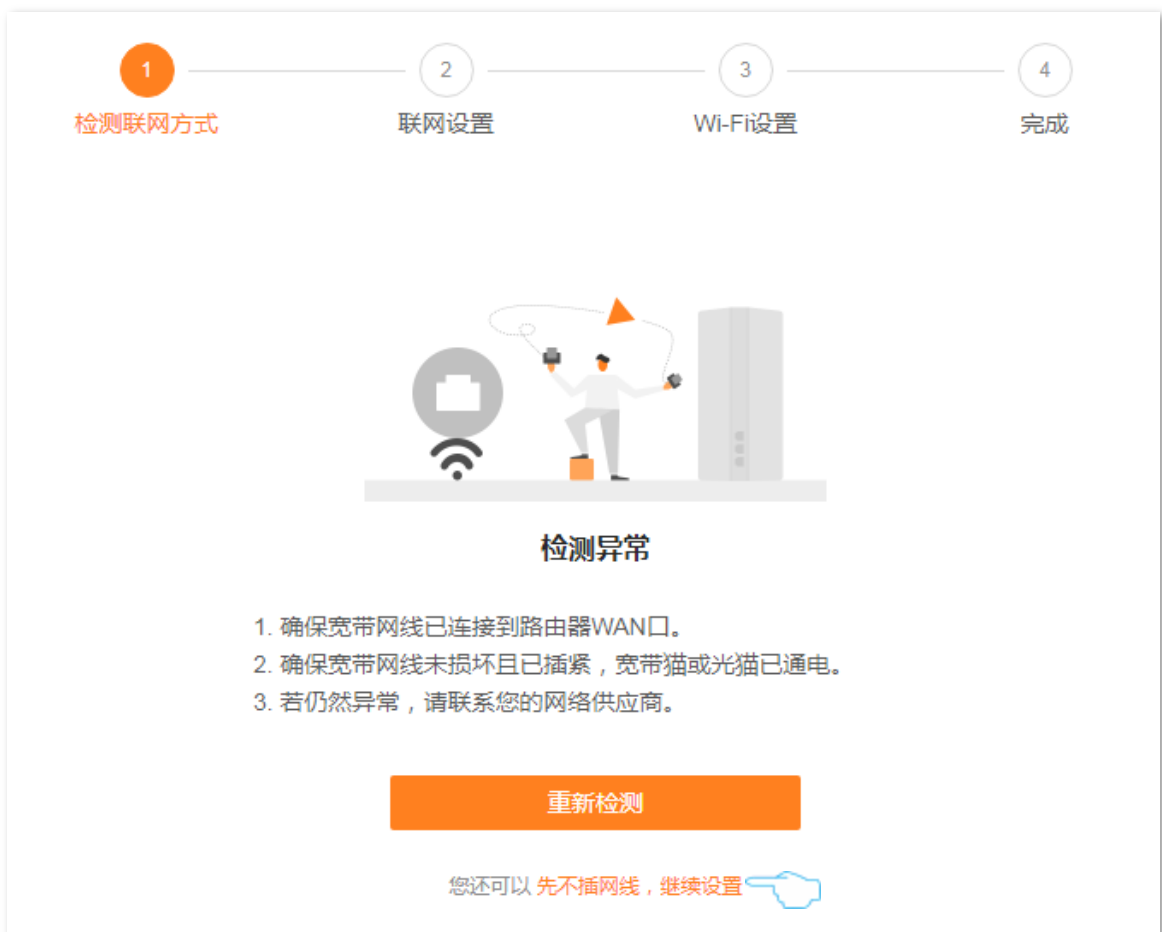 1
2
3
4
检测联网方式
联网设置
Wi-Fi设置
完成
检测异常
1. 确保宽带网线已连接到路由器WAN口。
2. 确保宽带网线未损坏且已插紧，宽带猫或光猫已通电。
3. 若仍然异常，请联系您的网络供应商。
重新检测
您还可以 先不插网线，继续设置